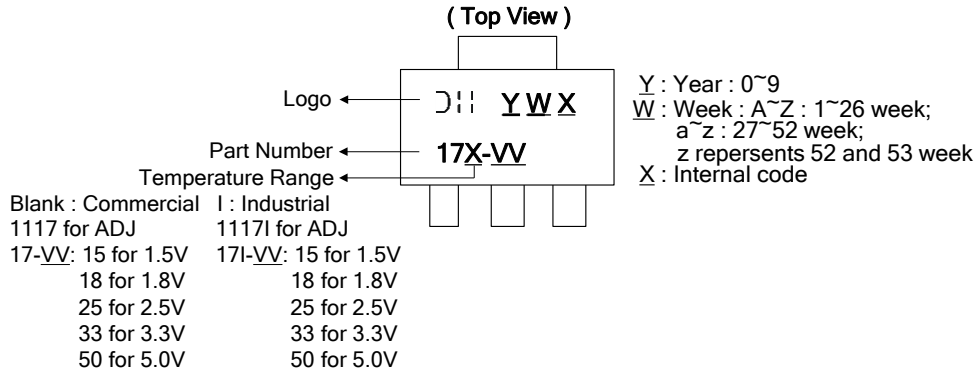 ( Top View )
Logo
Y W X
Part Number
17X-VV
Temperature Range
Y : Year : 0~9
W : Week : A~Z : 1~26 week;
a~z : 27~52 week;
z repersents 52 and 53 week
X : Internal code
Blank : Commercial I : Industrial
1117 for ADJ 1117I for ADJ
17-VV: 15 for 1.5V 17I-VV: 15 for 1.5V
18 for 1.8V 18 for 1.8V
25 for 2.5V 25 for 2.5V
33 for 3.3V 33 for 3.3V
50 for 5.0V 50 for 5.0V